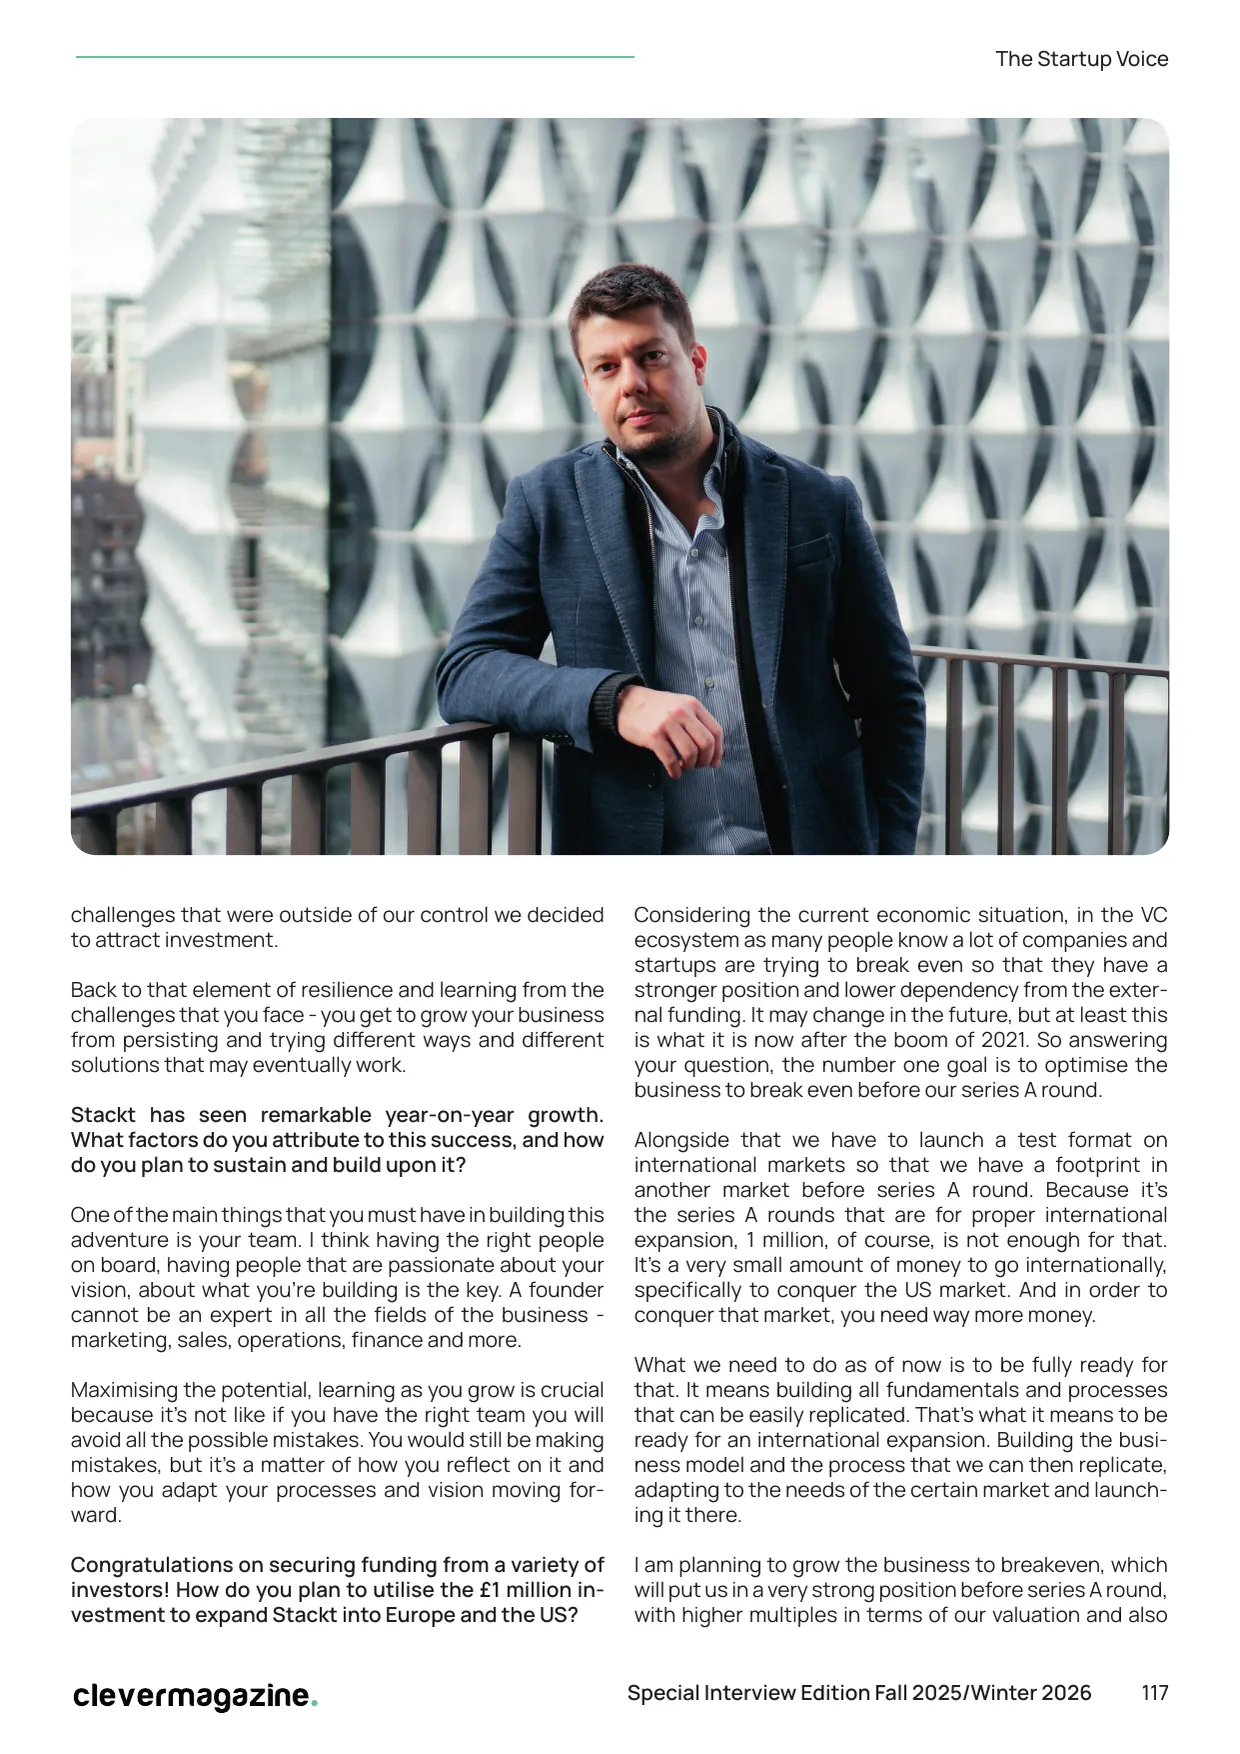 The Startup Voice
challenges that were outside of our control we decided
to attract investment.
Back to that element of resilience and learning from the
challenges that you face - you get to grow your business
from persisting and trying different ways and different
solutions that may eventually work.
Stackt has seen remarkable year-on-year growth.
What factors do you attribute to this success, and how
do you plan to sustain and build upon it?
One of the main things that you must have in building this
adventure is your team. I think having the right people
on board, having people that are passionate about your
vision, about what you're building is the key. A founder
cannot be an expert in all the fields of the business -
marketing, sales, operations, finance and more.
Maximising the potential, learning as you grow is crucial
because it's not like if you have the right team you will
avoid all the possible mistakes. You would still be making
mistakes, but it's a matter of how you reflect on it and
how you adapt your processes and vision moving for-
ward.
Congratulations on securing funding from a variety of
investors! How do you plan to utilise the £1 million in-
vestment to expand Stackt into Europe and the US?
Considering the current economic situation, in the VC
ecosystem as many people know a lot of companies and
startups are trying to break even so that they have a
stronger position and lower dependency from the exter-
nal funding. It may change in the future, but at least this
is what it is now after the boom of 2021. So answering
your question, the number one goal is to optimise the
business to break even before our series A round.
Alongside that we have to launch a test format on
international markets so that we have a footprint in
another market before series A round. Because it's
the series A rounds that are for proper international
expansion, 1 million, of course, is not enough for that.
It's a very small amount of money to go internationally,
specifically to conquer the US market. And in order to
conquer that market, you need way more money.
What we need to do as of now is to be fully ready for
that. It means building all fundamentals and processes
that can be easily replicated. That's what it means to be
ready for an international expansion. Building the busi-
ness model and the process that we can then replicate,
adapting to the needs of the certain market and launch-
ing it there.
I am planning to grow the business to breakeven, which
will put us in a very strong position before series A round,
with higher multiples in terms of our valuation and also
clevermagazine.
Special Interview Edition Fall 2025/Winter 2026 117